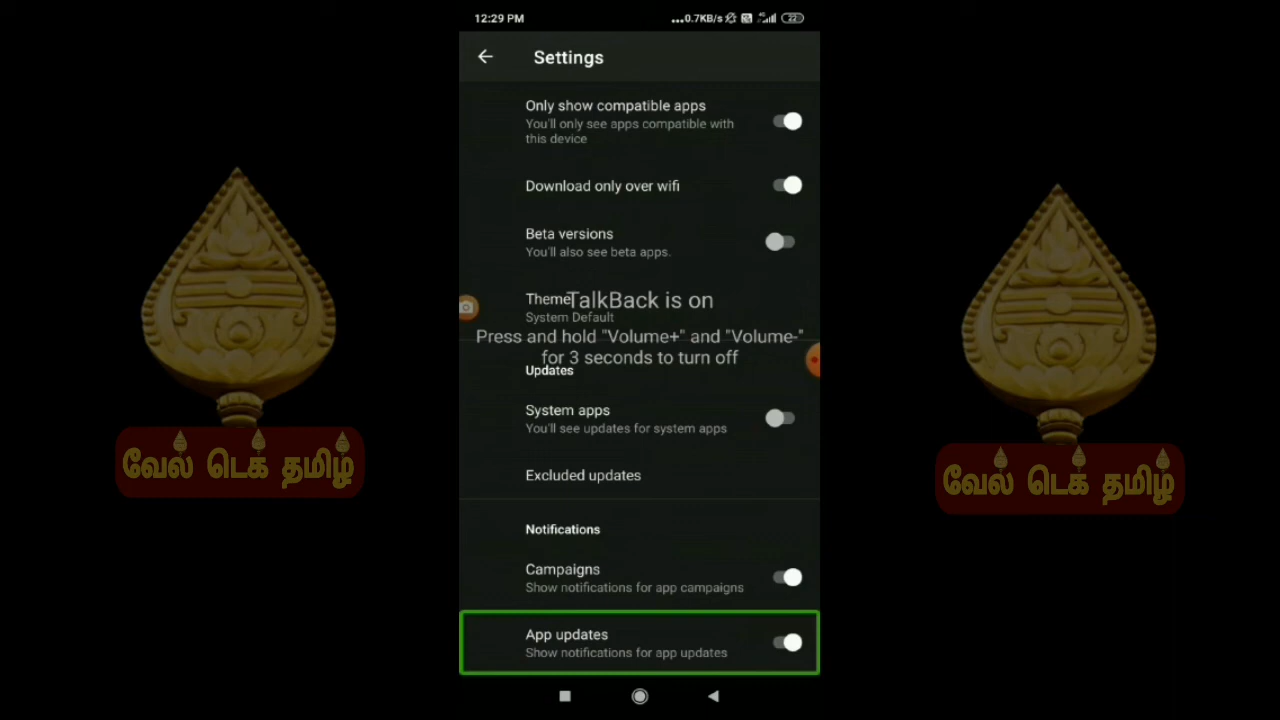 12:29 PM
...0.7KB/s 4G 22
Settings
Only show compatible apps
You'll only see apps compatible with
this device
Download only over wifi
Beta versions
You'll also see beta apps.
Theme
System Default
TalkBack is on
Press and hold "Volume+" and "Volume-"
for 3 seconds to turn off
Updates
System apps
You'll see updates for system apps
Excluded updates
Notifications
Campaigns
Show notifications for app campaigns
App updates
Show notifications for app updates
வேல் டெக் தமிழ்
வேல் டெக் தமிழ்